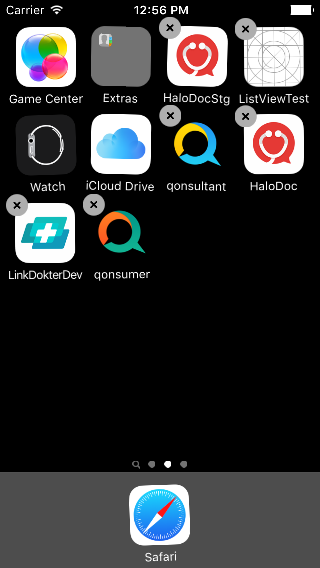 Carrier 12:56 PM
Game Center Extras HaloDocStg ListViewTest
Watch iCloud Drive qonsultant HaloDoc
LinkDokterDev qonsumer
Safari